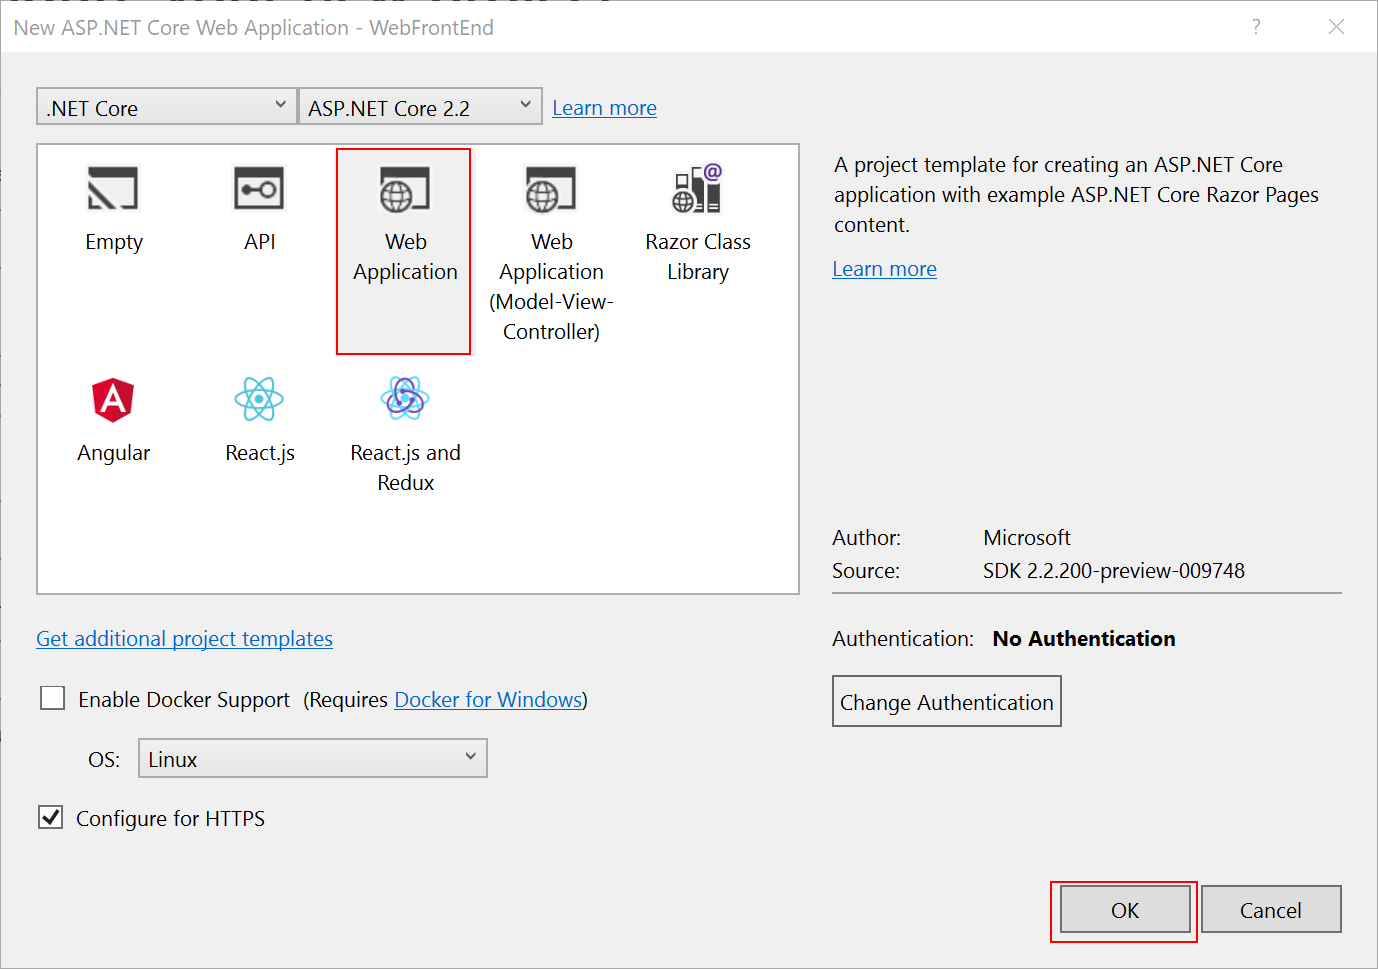 New ASP.NET Core Web Application - WebFrontEnd
?
.NET Core
ASP.NET Core 2.2
Learn more
Empty
API
Web
Application
Web
Application
(Model-View-
Controller)
Razor Class
Library
Angular
React.js
React.js and
Redux
A project template for creating an ASP.NET Core
application with example ASP.NET Core Razor Pages
content.
Learn more
Author: Microsoft
Source: SDK 2.2.200-preview-009748
Get additional project templates
Authentication: No Authentication
Enable Docker Support (Requires Docker for Windows)
Change Authentication
OS: Linux
Configure for HTTPS
OK
Cancel